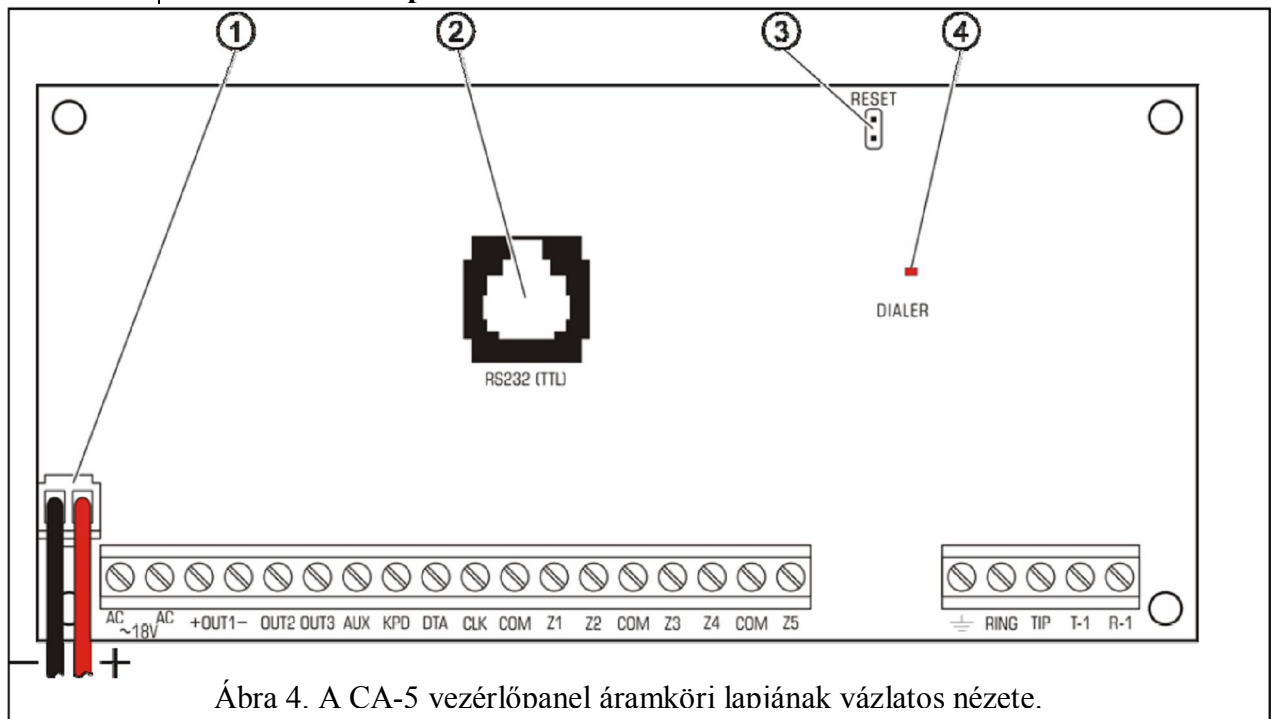 1 2 3 4
RESET
DIALER
RS232 (TTL)
AC ~18V AC +OUT1- OUT2 OUT3 AUX KPD DTA CLK COM Z1 Z2 COM Z3 Z4 COM Z5
RING TIP T-1 R-1
- +
Ábra 4. A CA-5 vezérlőpanel áramköri lapjának vázlatos nézete.